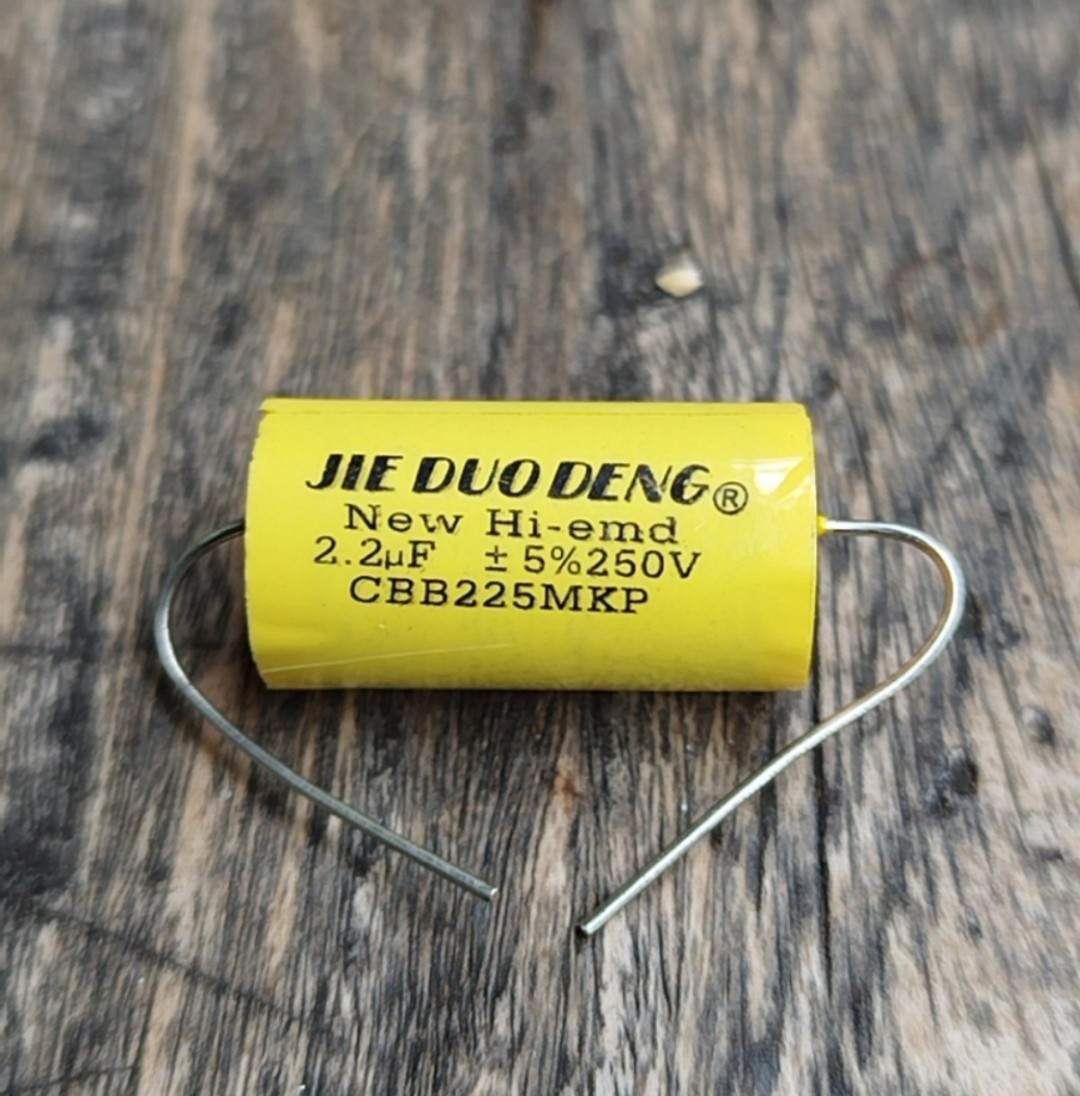 JIE DUO DENG®
New Hi-emd
2.2µF ±5%250V
CBB225MKP